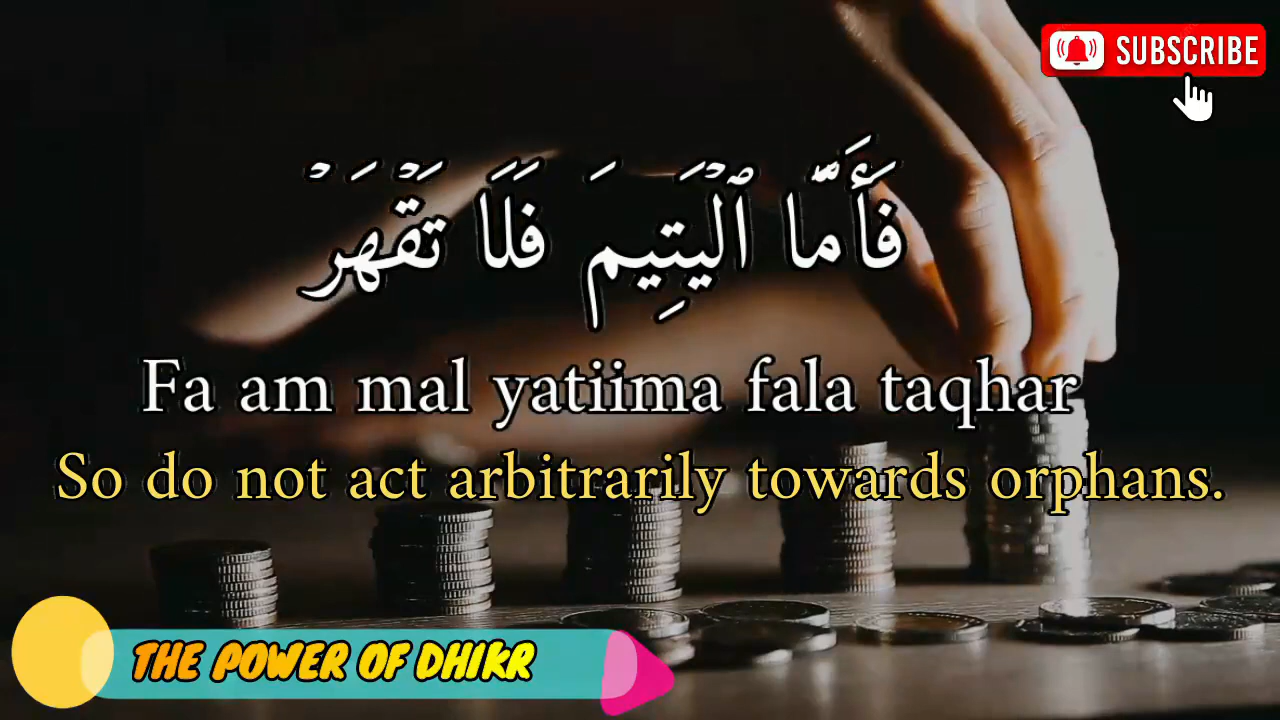 SUBSCRIBE
فَأَمَّا ٱلْيَتِيمَ فَلَا تَقْهَرْ
Fa am mal yatiima fala taqhar
So do not act arbitrarily towards orphans.
THE POWER OF DHIKR